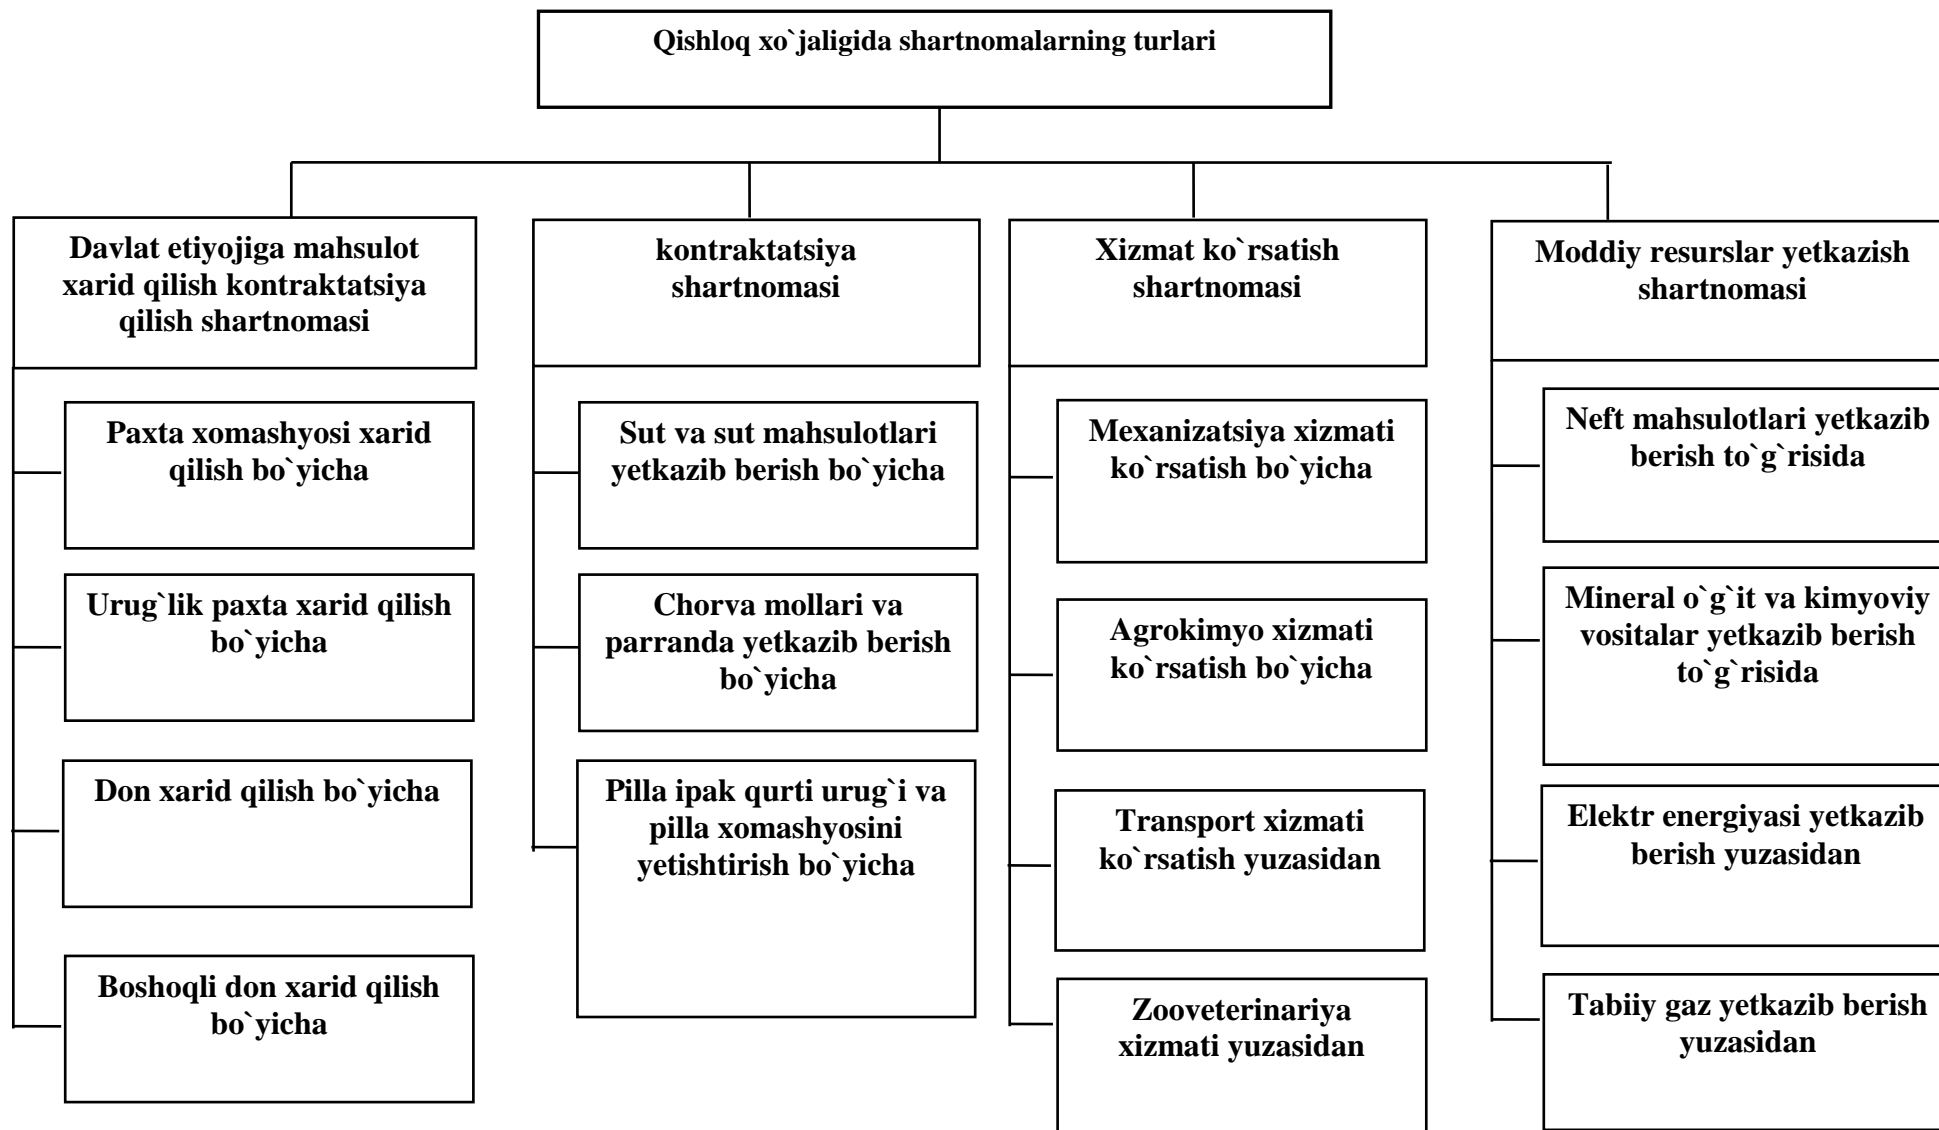 Qishloq xo`jaligida shartnomalarning turlari
Davlat etiyojiga mahsulot
xarid qilish kontraktatsiya
qilish shartnomasi
Paxta xomashyosi xarid
qilish bo`yicha
Urug`lik paxta xarid qilish
bo`yicha
Don xarid qilish bo`yicha
Boshoqli don xarid qilish
bo`yicha
kontraktatsiya
shartnomasi
Sut va sut mahsulotlari
yetkazib berish bo`yicha
Chorva mollari va
parranda yetkazib berish
bo`yicha
Pilla ipak qurti urug`i va
pilla xomashyosini
yetishtirish bo`yicha
Xizmat ko`rsatish
shartnomasi
Mexanizatsiya xizmati
ko`rsatish bo`yicha
Agrokimyo xizmati
ko`rsatish bo`yicha
Transport xizmati
ko`rsatish yuzasidan
Zooveterinariya
xizmati yuzasidan
Moddiy resurslar yetkazish
shartnomasi
Neft mahsulotlari yetkazib
berish to`g`risida
Mineral o`g`it va kimyoviy
vositalar yetkazib berish
to`g`risida
Elektr energiyasi yetkazib
berish yuzasidan
Tabiiy gaz yetkazib berish
yuzasidan